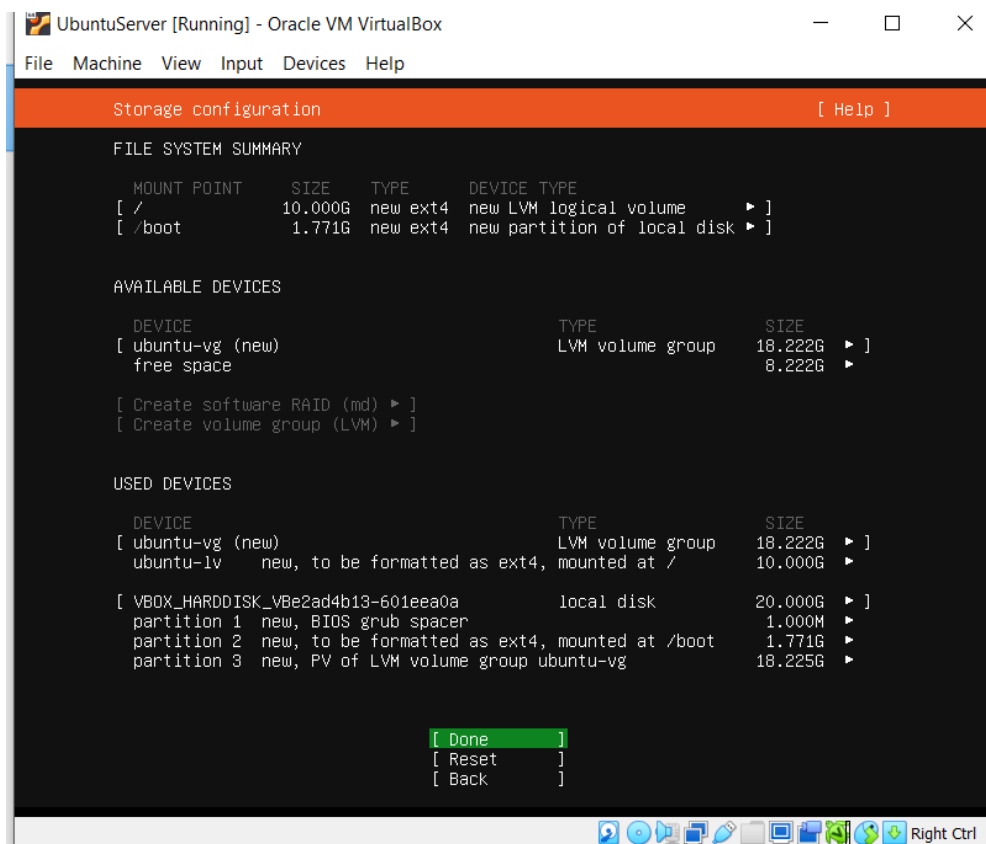 UbuntuServer [Running] - Oracle VM VirtualBox
File Machine View Input Devices Help
Storage configuration [ Help ]
FILE SYSTEM SUMMARY
MOUNT POINT SIZE TYPE DEVICE TYPE
[ / 10.000G new ext4 new LVM logical volume ▸ ]
[ /boot 1.771G new ext4 new partition of local disk ▸ ]
AVAILABLE DEVICES
DEVICE TYPE SIZE
[ ubuntu-vg (new) LVM volume group 18.222G ▸ ]
free space 8.222G ▸
[ Create software RAID (md) ▸ ]
[ Create volume group (LVM) ▸ ]
USED DEVICES
DEVICE TYPE SIZE
[ ubuntu-vg (new) LVM volume group 18.222G ▸ ]
ubuntu-lv new, to be formatted as ext4, mounted at / 10.000G ▸
[ VBOX_HARDDISK_VBe2ad4b13-601eea0a local disk 20.000G ▸ ]
partition 1 new, BIOS grub spacer 1.000M ▸
partition 2 new, to be formatted as ext4, mounted at /boot 1.771G ▸
partition 3 new, PV of LVM volume group ubuntu-vg 18.225G ▸
[ Done ]
[ Reset ]
[ Back ]
Right Ctrl